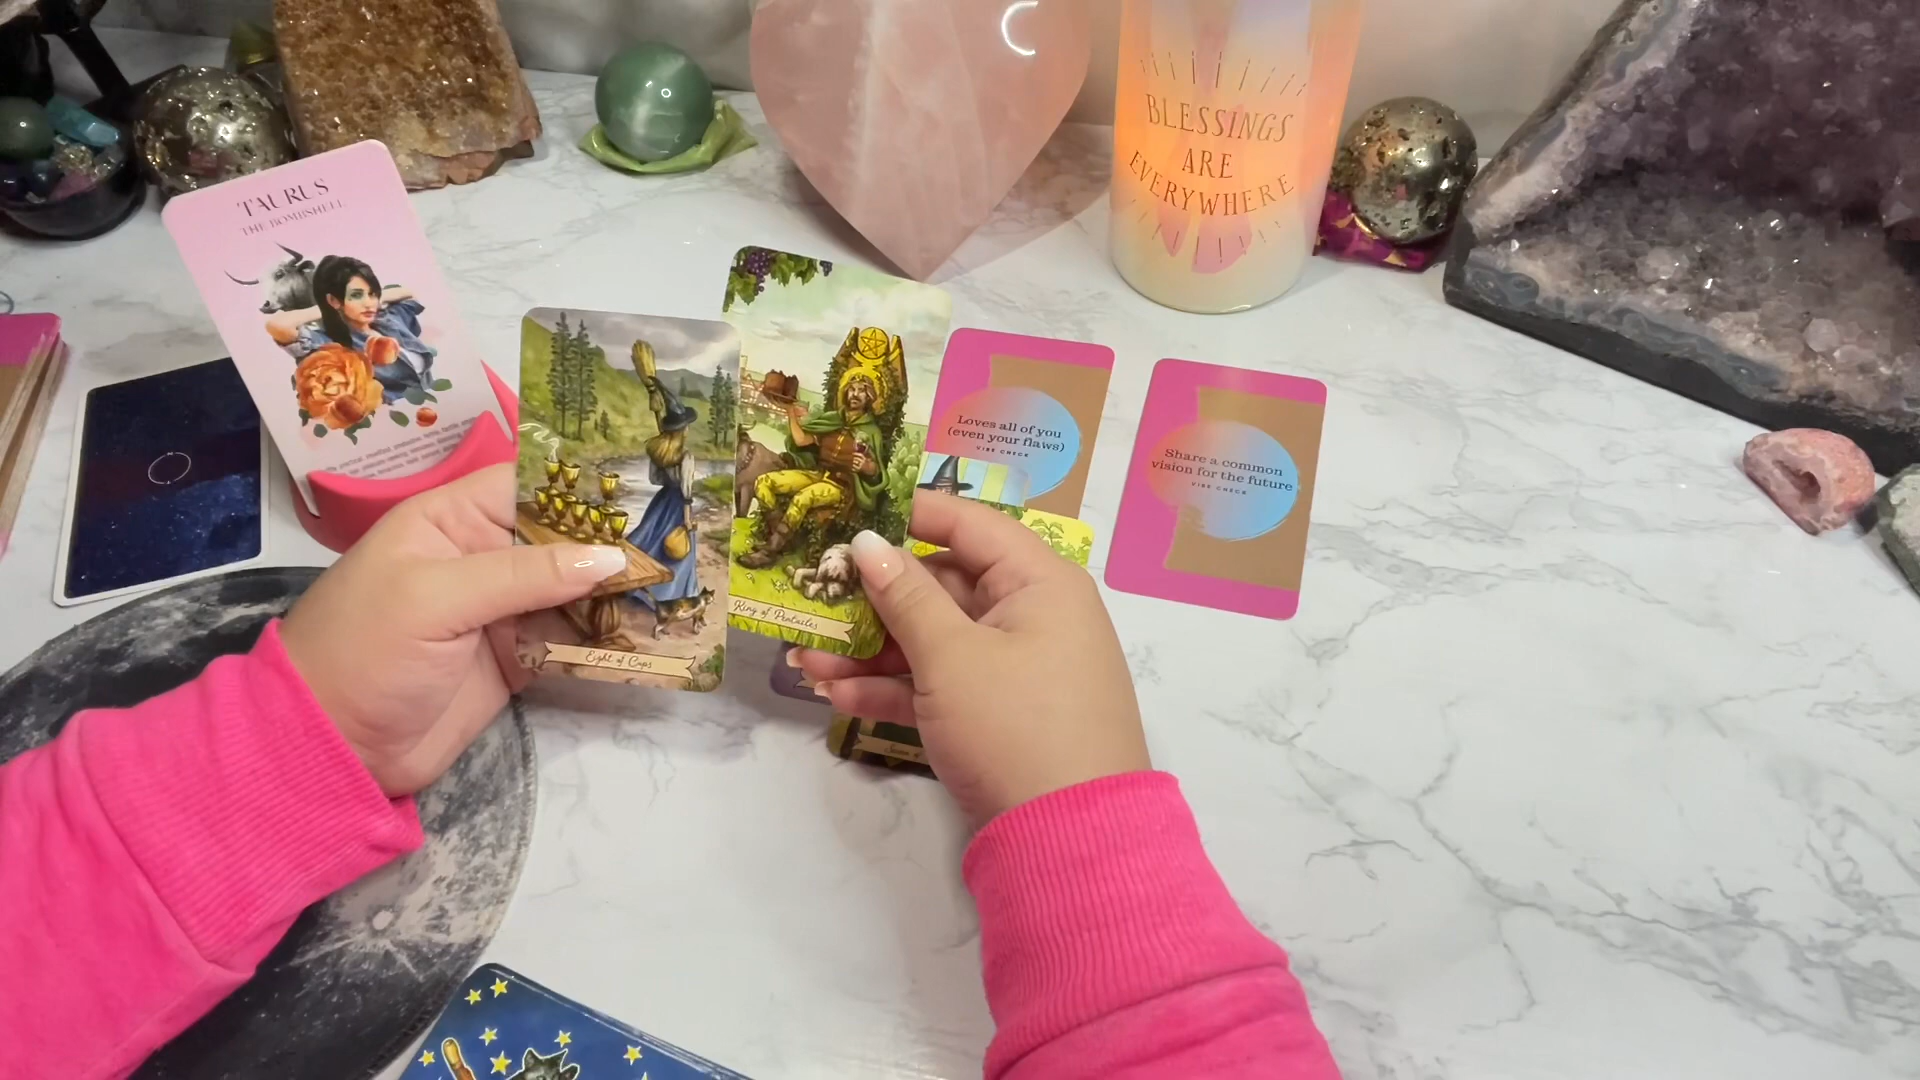 TAURUS
THE BOMBSHELL
BLESSINGS
ARE
EVERYWHERE
Loves all of you
(even your flaws)
VIBE CHECK
Share a common
vision for the future
VIBE CHECK
King of Pentacles
Eight of Cups